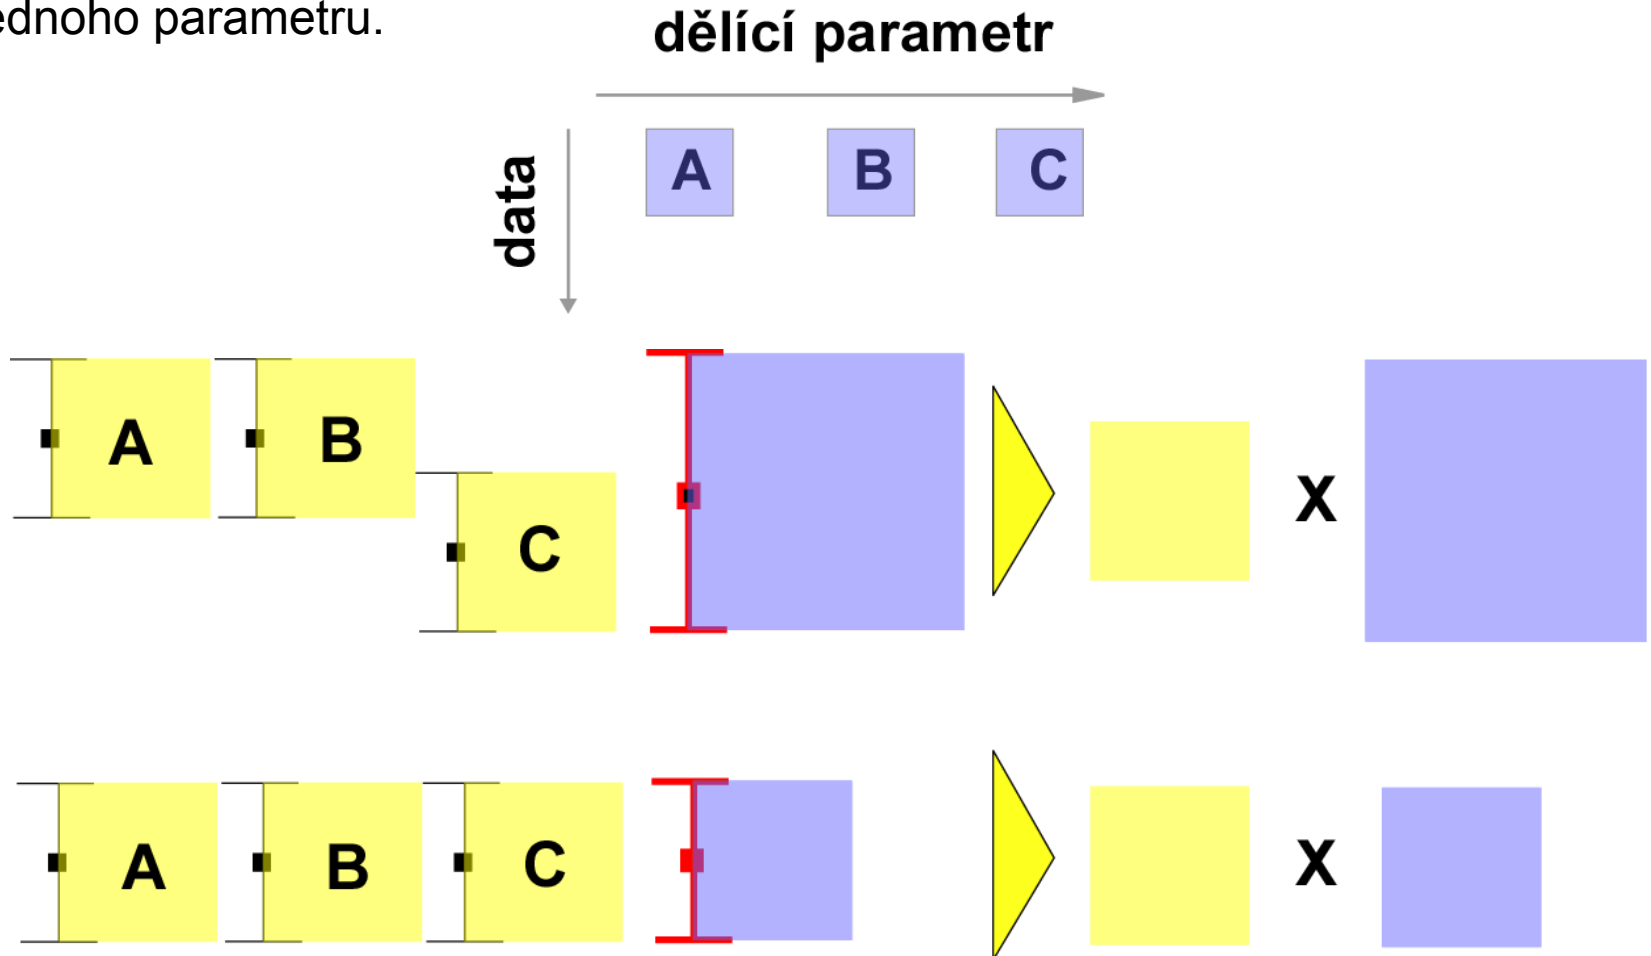 ednoho parametru.
dělící parametr
data
A B C
A B
C
X
A B C
X